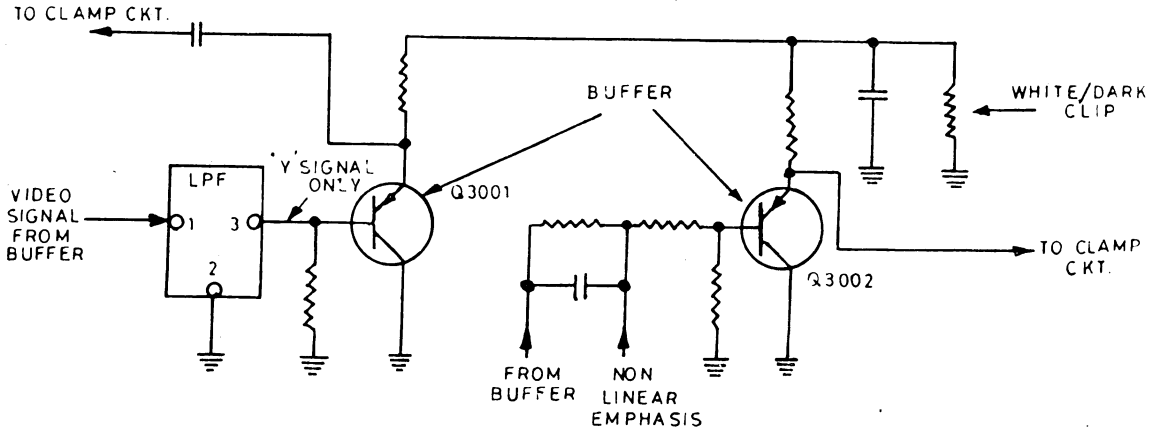 TO CLAMP CKT.
BUFFER
WHITE/DARK
CLIP
'Y' SIGNAL
ONLY
LPF
Q3001
VIDEO
SIGNAL
FROM
BUFFER
1
3
2
Q3002
TO CLAMP
CKT.
FROM
BUFFER
NON
LINEAR
EMPHASIS